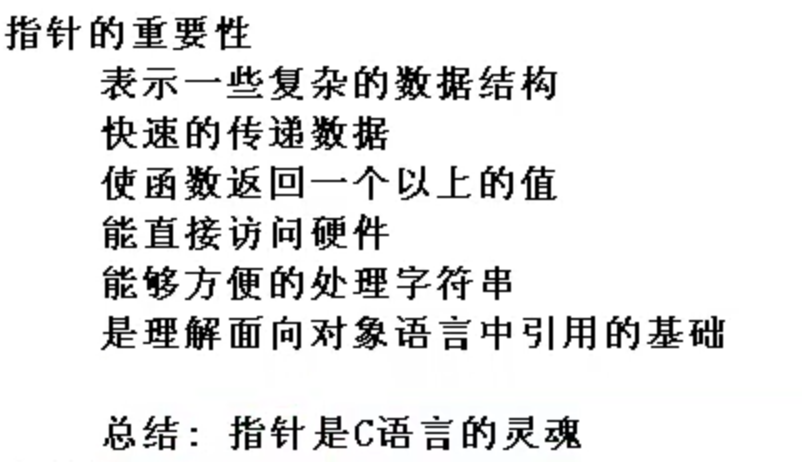 指针的重要性
表示一些复杂的数据结构
快速的传递数据
使函数返回一个以上的值
能直接访问硬件
能够方便的处理字符串
是理解面向对象语言中引用的基础
总结: 指针是C语言的灵魂